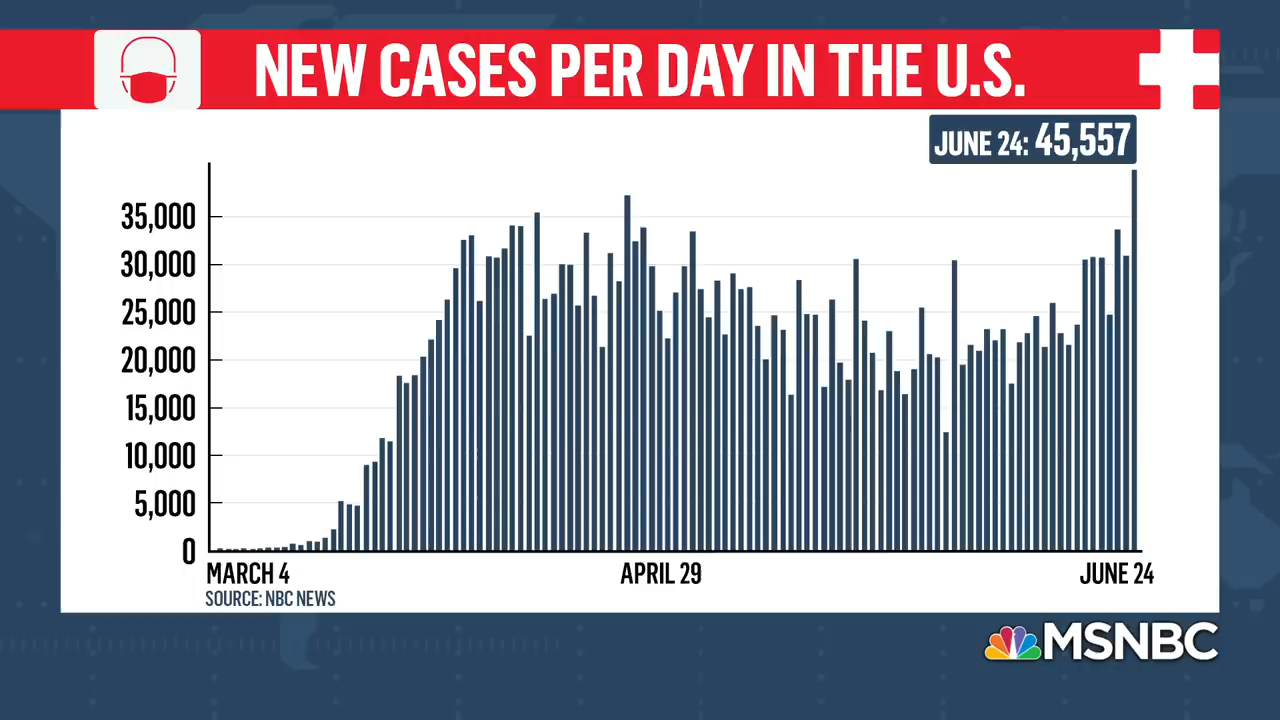 NEW CASES PER DAY IN THE U.S.
JUNE 24: 45,557
35,000
30,000
25,000
20,000
15,000
10,000
5,000
0
MARCH 4 APRIL 29 JUNE 24
SOURCE: NBC NEWS
MSNBC